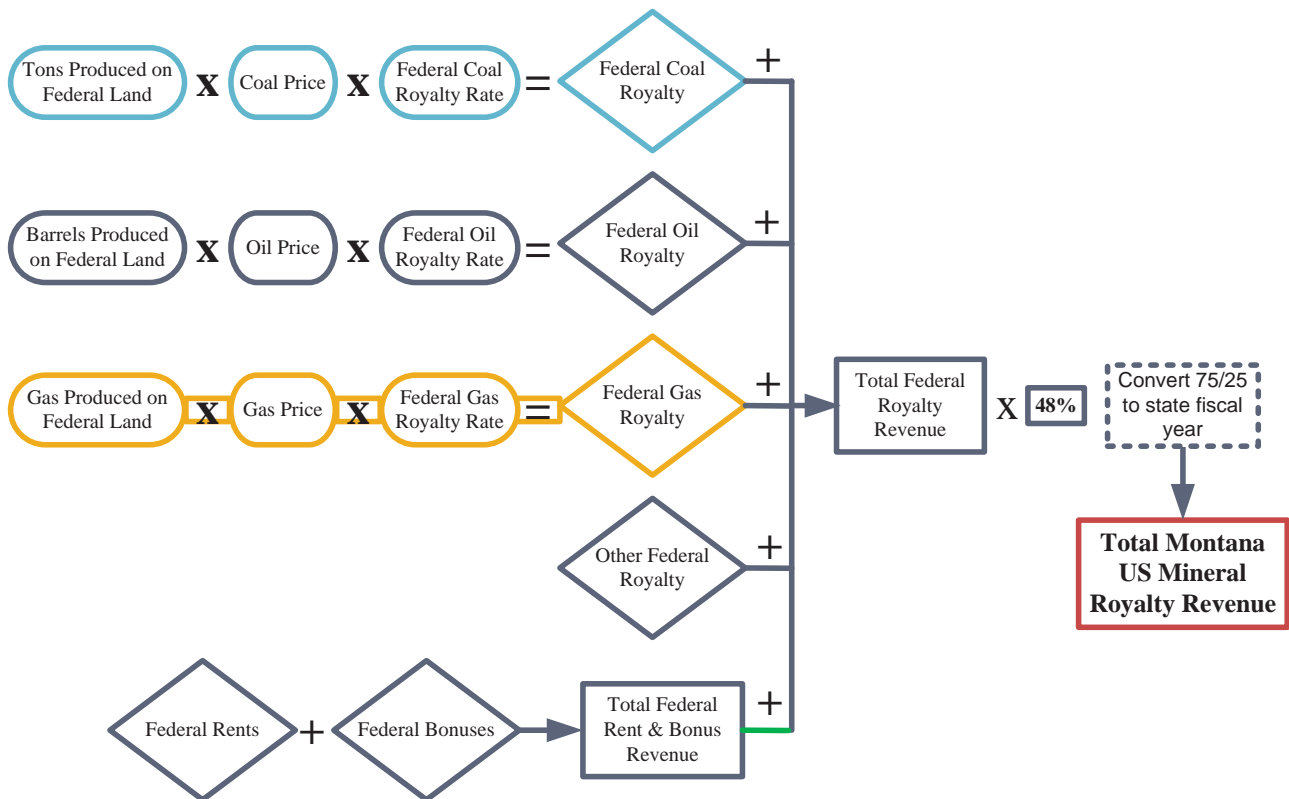 Tons Produced on
Federal Land
x
Coal Price
x
Federal Coal
Royalty Rate
=
Federal Coal
Royalty
+
Barrels Produced
on Federal Land
x
Oil Price
x
Federal Oil
Royalty Rate
=
Federal Oil
Royalty
+
Gas Produced on
Federal Land
x
Gas Price
x
Federal Gas
Royalty Rate
=
Federal Gas
Royalty
+
Total Federal
Royalty
Revenue
X
48%
Convert 75/25
to state fiscal
year
Other Federal
Royalty
+
Total Montana
US Mineral
Royalty Revenue
Federal Rents
+
Federal Bonuses
Total Federal
Rent & Bonus
Revenue
+